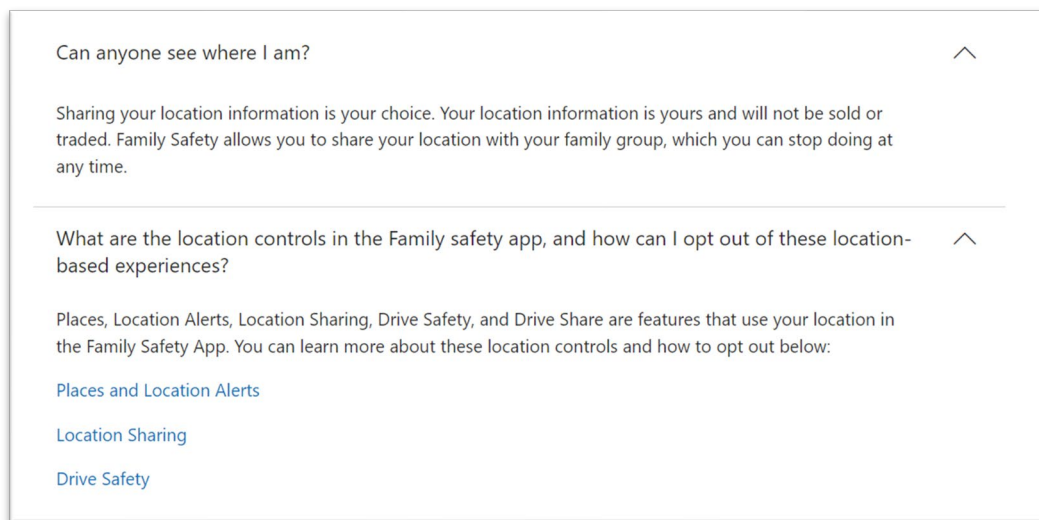 Can anyone see where I am?
Sharing your location information is your choice. Your location information is yours and will not be sold or
traded. Family Safety allows you to share your location with your family group, which you can stop doing at
any time.
What are the location controls in the Family safety app, and how can I opt out of these location-
based experiences?
Places, Location Alerts, Location Sharing, Drive Safety, and Drive Share are features that use your location in
the Family Safety App. You can learn more about these location controls and how to opt out below:
Places and Location Alerts
Location Sharing
Drive Safety